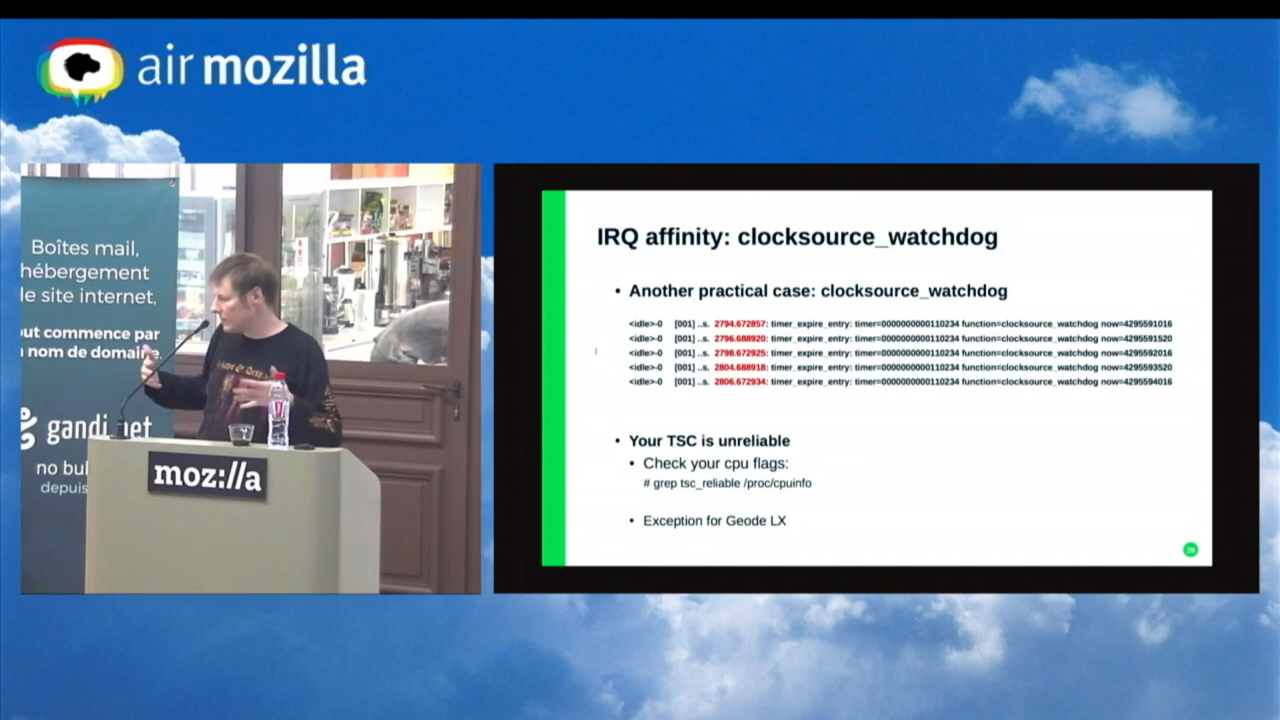 air mozilla
Boîtes mail,
hébergement
le site internet,
ut commence par
nom de domaine.
gandi.net
no bul
depuis
moz://a
IRQ affinity: clocksource_watchdog
• Another practical case: clocksource_watchdog
<idle>-0 [001] ..s. 2794.672857: timer_expire_entry: timer=0000000000110234 function=clocksource_watchdog now=4295591016
<idle>-0 [001] ..s. 2796.688920: timer_expire_entry: timer=0000000000110234 function=clocksource_watchdog now=4295591520
<idle>-0 [001] ..s. 2798.672925: timer_expire_entry: timer=0000000000110234 function=clocksource_watchdog now=4295592016
<idle>-0 [001] ..s. 2804.688918: timer_expire_entry: timer=0000000000110234 function=clocksource_watchdog now=4295593520
<idle>-0 [001] ..s. 2806.672934: timer_expire_entry: timer=0000000000110234 function=clocksource_watchdog now=4295594016
• Your TSC is unreliable
• Check your cpu flags:
# grep tsc_reliable /proc/cpuinfo
• Exception for Geode LX